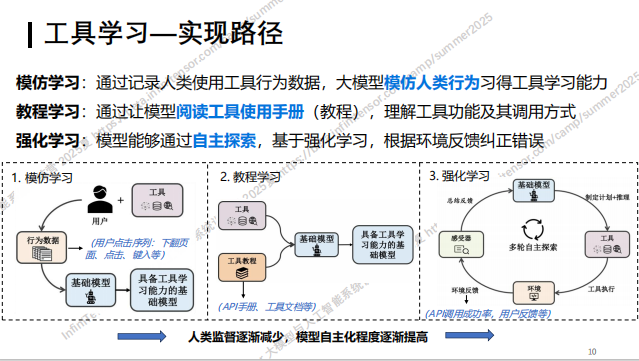 工具学习—实现路径
模仿学习：通过记录人类使用工具行为数据，大模型模仿人类行为习得工具学习能力
教程学习：通过让模型阅读工具使用手册（教程），理解工具功能及其调用方式
强化学习：模型能够通过自主探索，基于强化学习，根据环境反馈纠正错误
1. 模仿学习
用户
+
工具
行为数据
（用户点击序列：下翻页面、点击、键入等）
基础模型
具备工具学
习能力的基
础模型
2. 教程学习
工具
工具教程
（API手册、工具文档等）
基础模型
具备工具学
习能力的基
础模型
3. 强化学习
基础模型
总结反馈
制定计划+推理
感受器
多轮自主探索
工具
环境反馈
环境
工具执行
（API调用成功率，用户反馈等）
人类监督逐渐减少，模型自主化程度逐渐提高
10